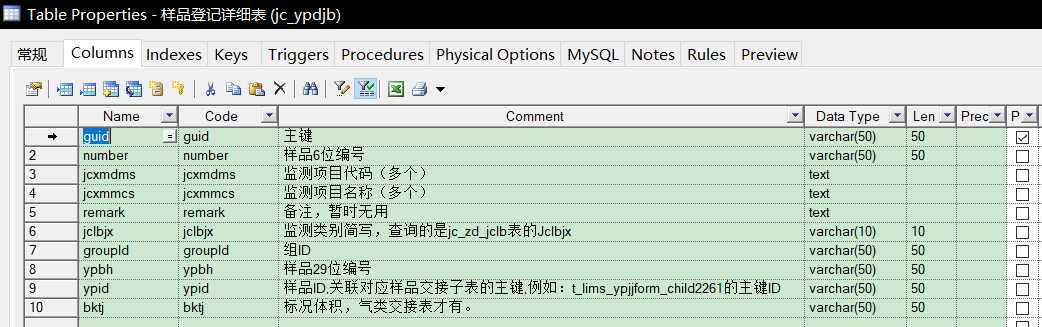 Table Properties - 样品登记详细表 (jc_ypdjb)
常规 Columns Indexes Keys Triggers Procedures Physical Options MySQL Notes Rules Preview
Name Code Comment Data Type Len Prec P
guid = guid 主键 varchar(50) 50
2 number number 样品6位编号 varchar(50) 50
3 jcxmdms jcxmdms 监测项目代码（多个） text
4 jcxmmcs jcxmmcs 监测项目名称（多个） text
5 remark remark 备注，暂时无用 text
6 jclbjx jclbjx 监测类别简写，查询的是jc_zd_jclb表的Jclbjx varchar(10) 10
7 groupId groupId 组ID varchar(50) 50
8 ypbh ypbh 样品29位编号 varchar(50) 50
9 ypid ypid 样品ID,关联对应样品交接子表的主键,例如：t_lims_ypjjform_child2261的主键ID varchar(50) 50
10 bktj bktj 标况体积，气类交接表才有。 varchar(50) 50